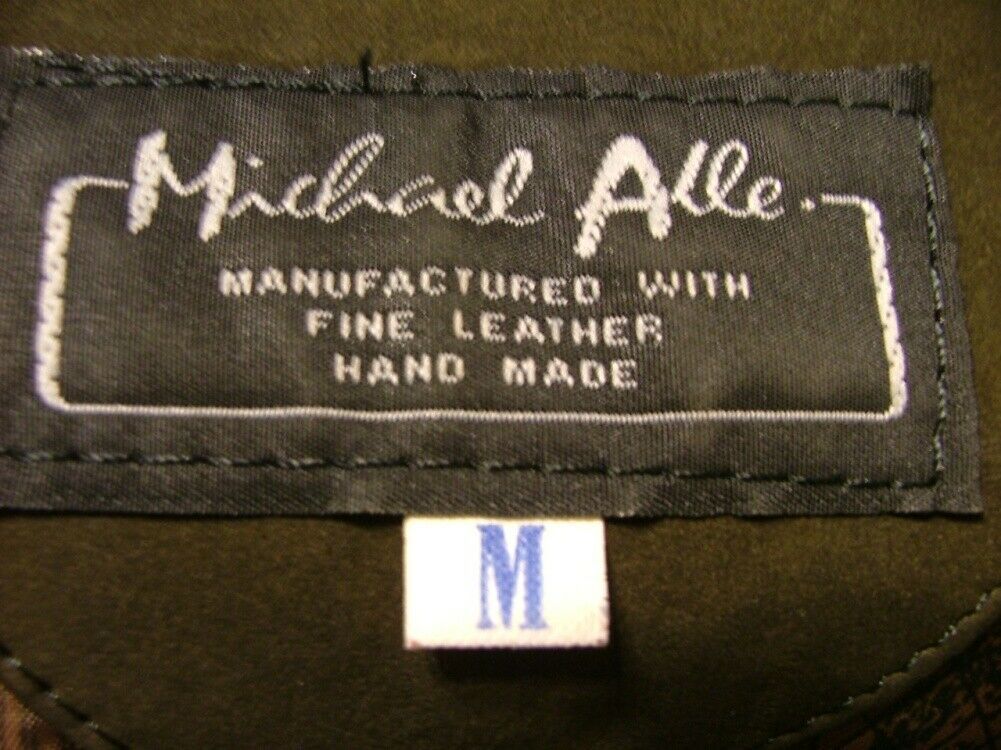 Michael Alle.
MANUFACTURED WITH
FINE LEATHER
HAND MADE
M